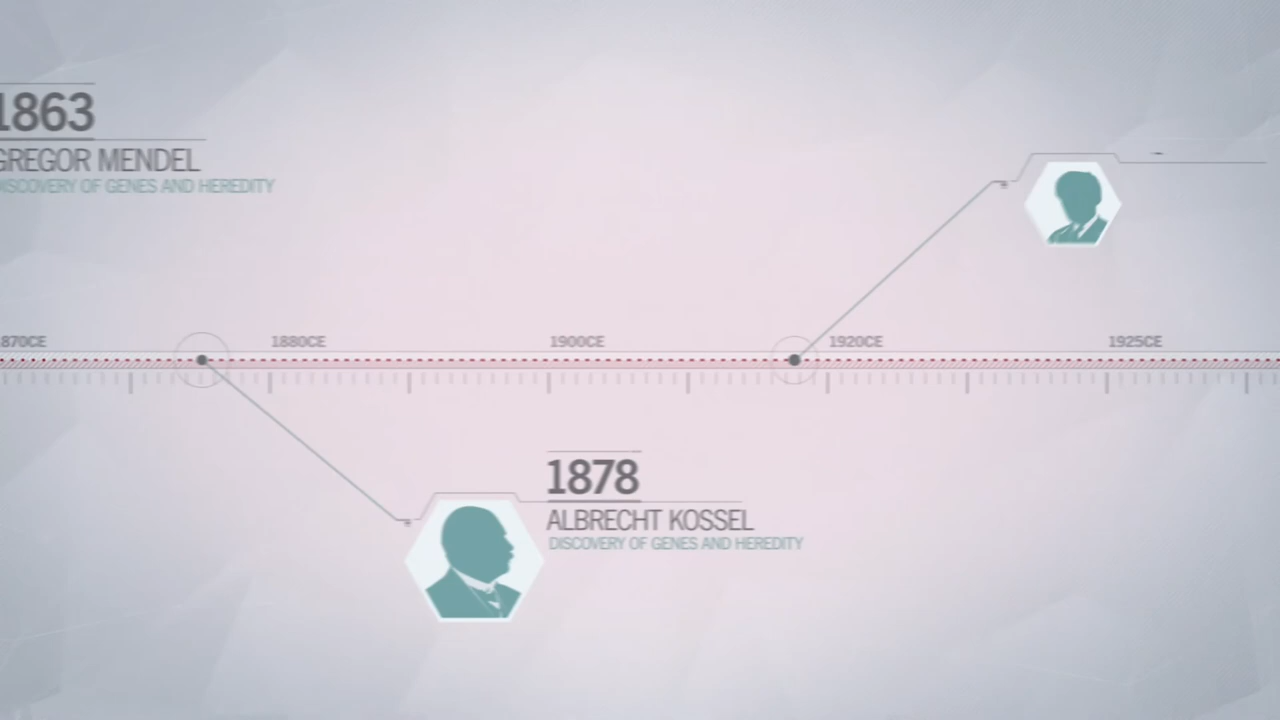 1863
GREGOR MENDEL
DISCOVERY OF GENES AND HEREDITY
870CE
1880CE
1900CE
1920CE
1925CE
1878
ALBRECHT KOSSEL
DISCOVERY OF GENES AND HEREDITY